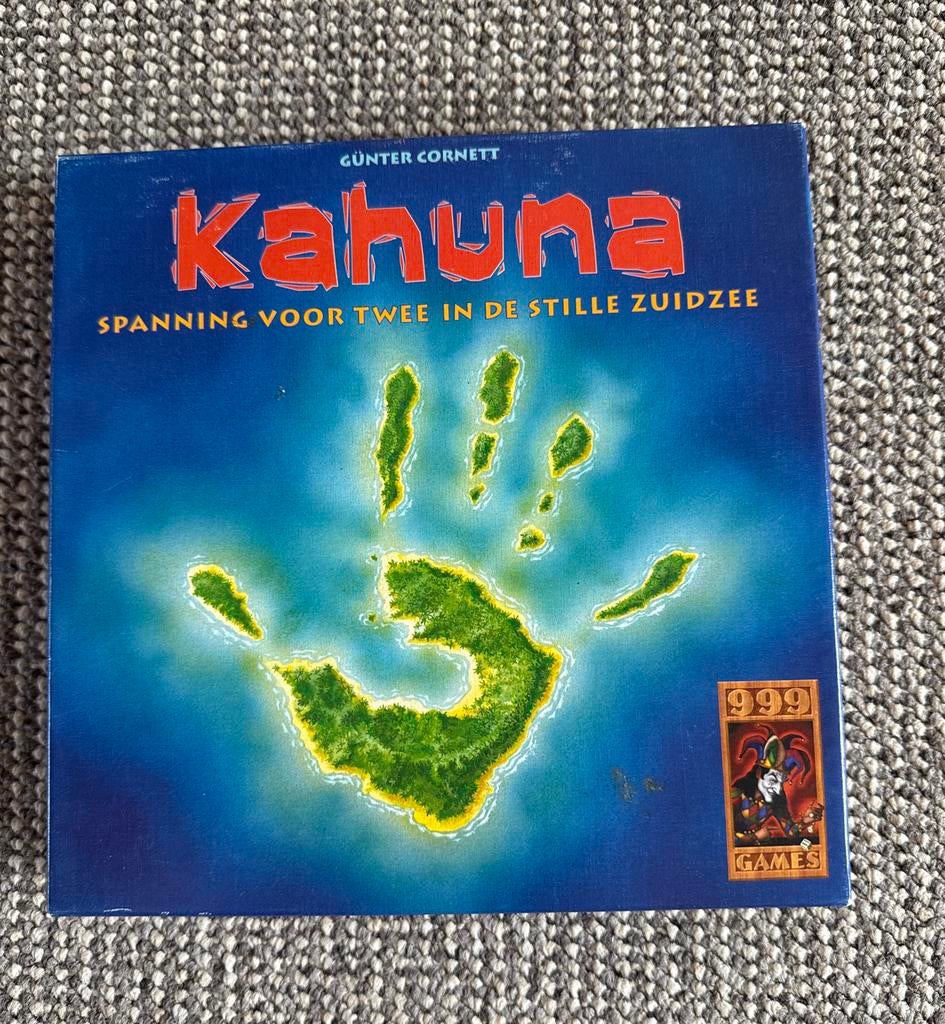 GÜNTER CORNETT
Kahuna
SPANNING VOOR TWEE IN DE STILLE ZUIDZEE
999
GAMES